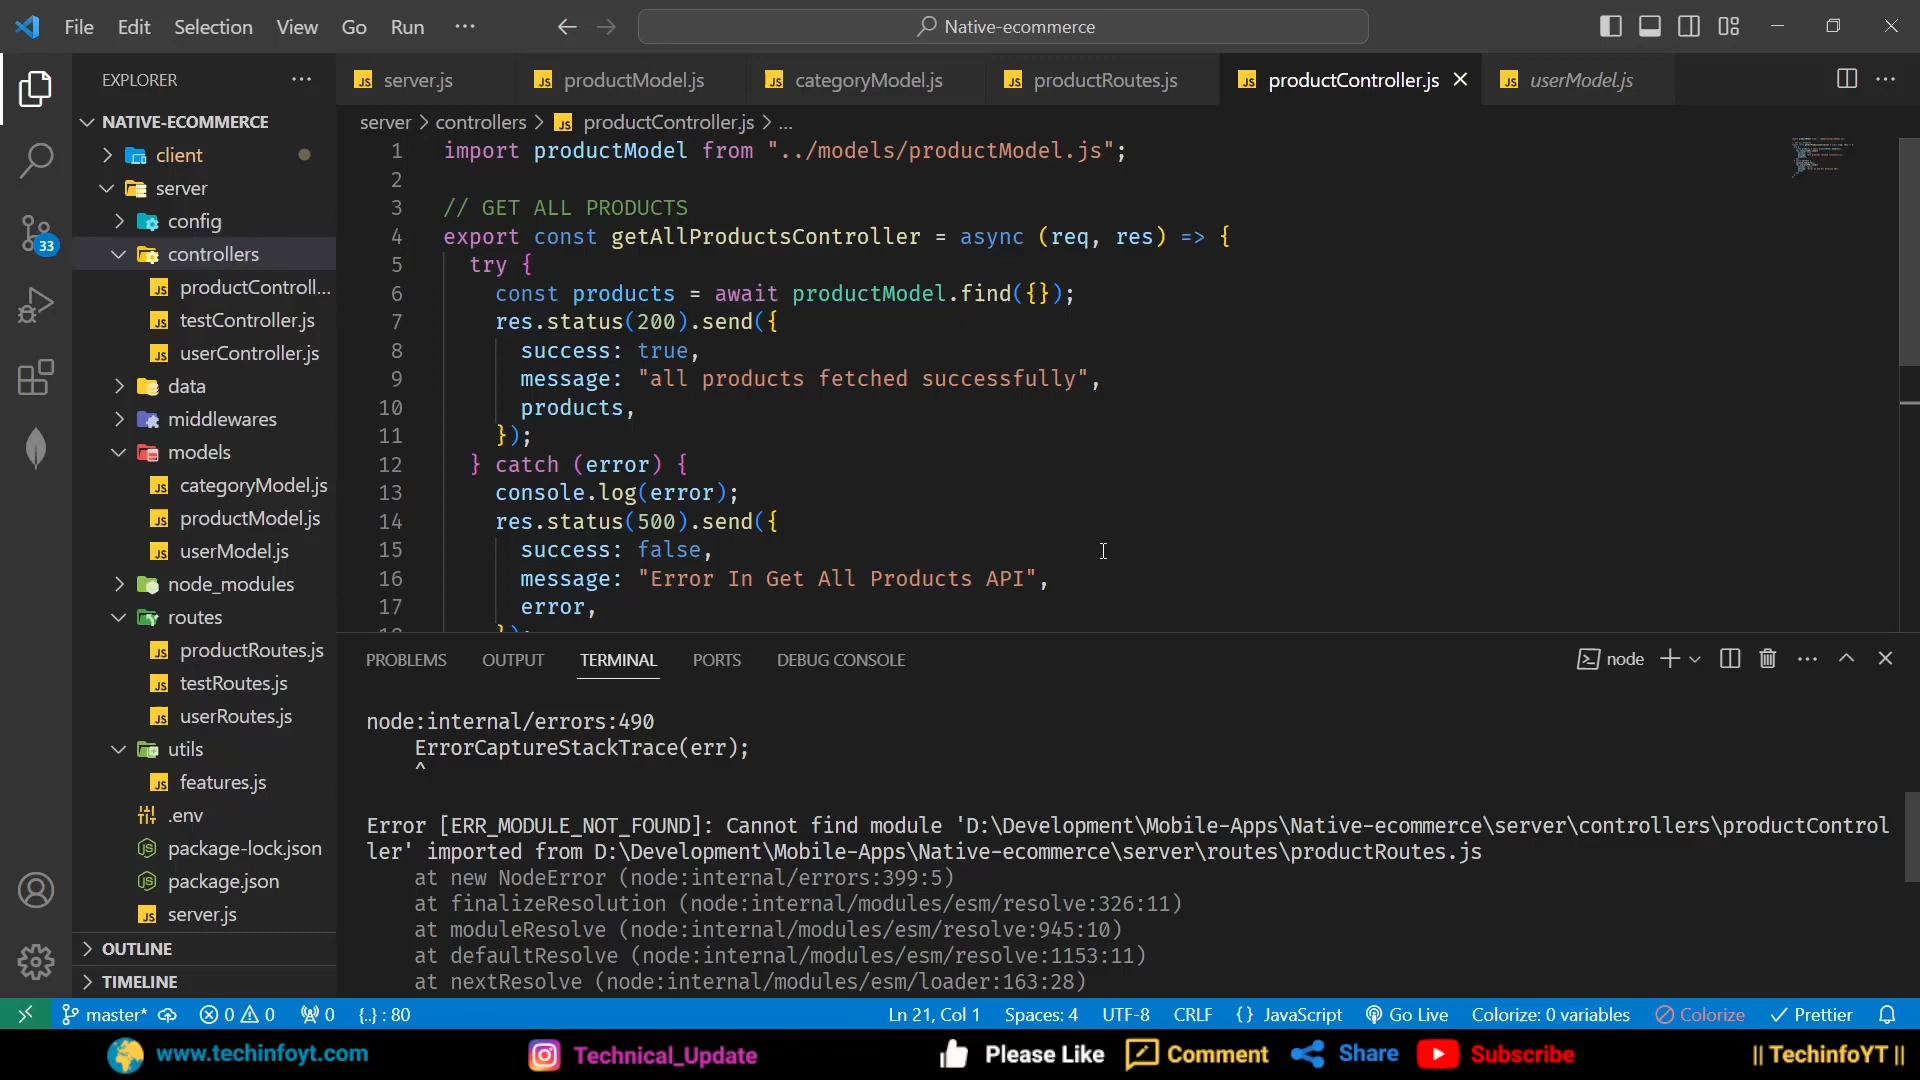 File Edit Selection View Go Run ···
Native-ecommerce
EXPLORER
server.js productModel.js categoryModel.js productRoutes.js productController.js userModel.js
server > controllers > productController.js > ...
NATIVE-ECOMMERCE
client
server
config
controllers
productControll...
testController.js
userController.js
data
middlewares
models
categoryModel.js
productModel.js
userModel.js
node_modules
routes
productRoutes.js
testRoutes.js
userRoutes.js
utils
features.js
.env
package-lock.json
package.json
server.js
OUTLINE
TIMELINE
33
1 import productModel from "../models/productModel.js";
2
3 // GET ALL PRODUCTS
4 export const getAllProductsController = async (req, res) => {
5 try {
6 const products = await productModel.find({});
7 res.status(200).send({
8 success: true,
9 message: "all products fetched successfully",
10 products,
11 });
12 } catch (error) {
13 console.log(error);
14 res.status(500).send({
15 success: false,
16 message: "Error In Get All Products API",
17 error,
18 });
PROBLEMS OUTPUT TERMINAL PORTS DEBUG CONSOLE
node
node:internal/errors:490
ErrorCaptureStackTrace(err);
^
Error [ERR_MODULE_NOT_FOUND]: Cannot find module 'D:\Development\Mobile-Apps\Native-ecommerce\server\controllers\productControl
ler' imported from D:\Development\Mobile-Apps\Native-ecommerce\server\routes\productRoutes.js
at new NodeError (node:internal/errors:399:5)
at finalizeResolution (node:internal/modules/esm/resolve:326:11)
at moduleResolve (node:internal/modules/esm/resolve:945:10)
at defaultResolve (node:internal/modules/esm/resolve:1153:11)
at nextResolve (node:internal/modules/esm/loader:163:28)
master* 0 0 0 {..} : 80 Ln 21, Col 1 Spaces: 4 UTF-8 CRLF {} JavaScript Go Live Colorize: 0 variables Colorize Prettier
www.techinfoyt.com Technical_Update Please Like Comment Share Subscribe || TechinfoYT ||